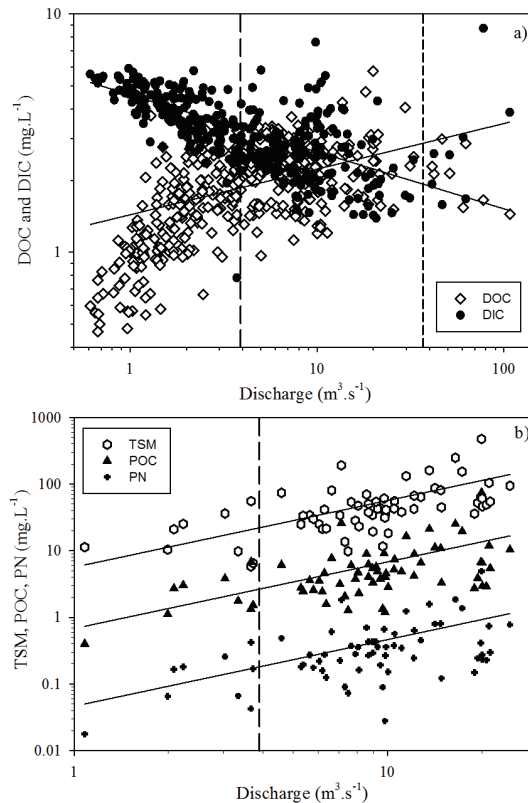 a)
10
1
DOC and DIC (mg.L⁻¹)
DOC
DIC
1
10
100
Discharge (m³.s⁻¹)
b)
1000
100
10
1
0.1
0.01
TSM, POC, PN (mg.L⁻¹)
TSM
POC
PN
1
10
Discharge (m³.s⁻¹)